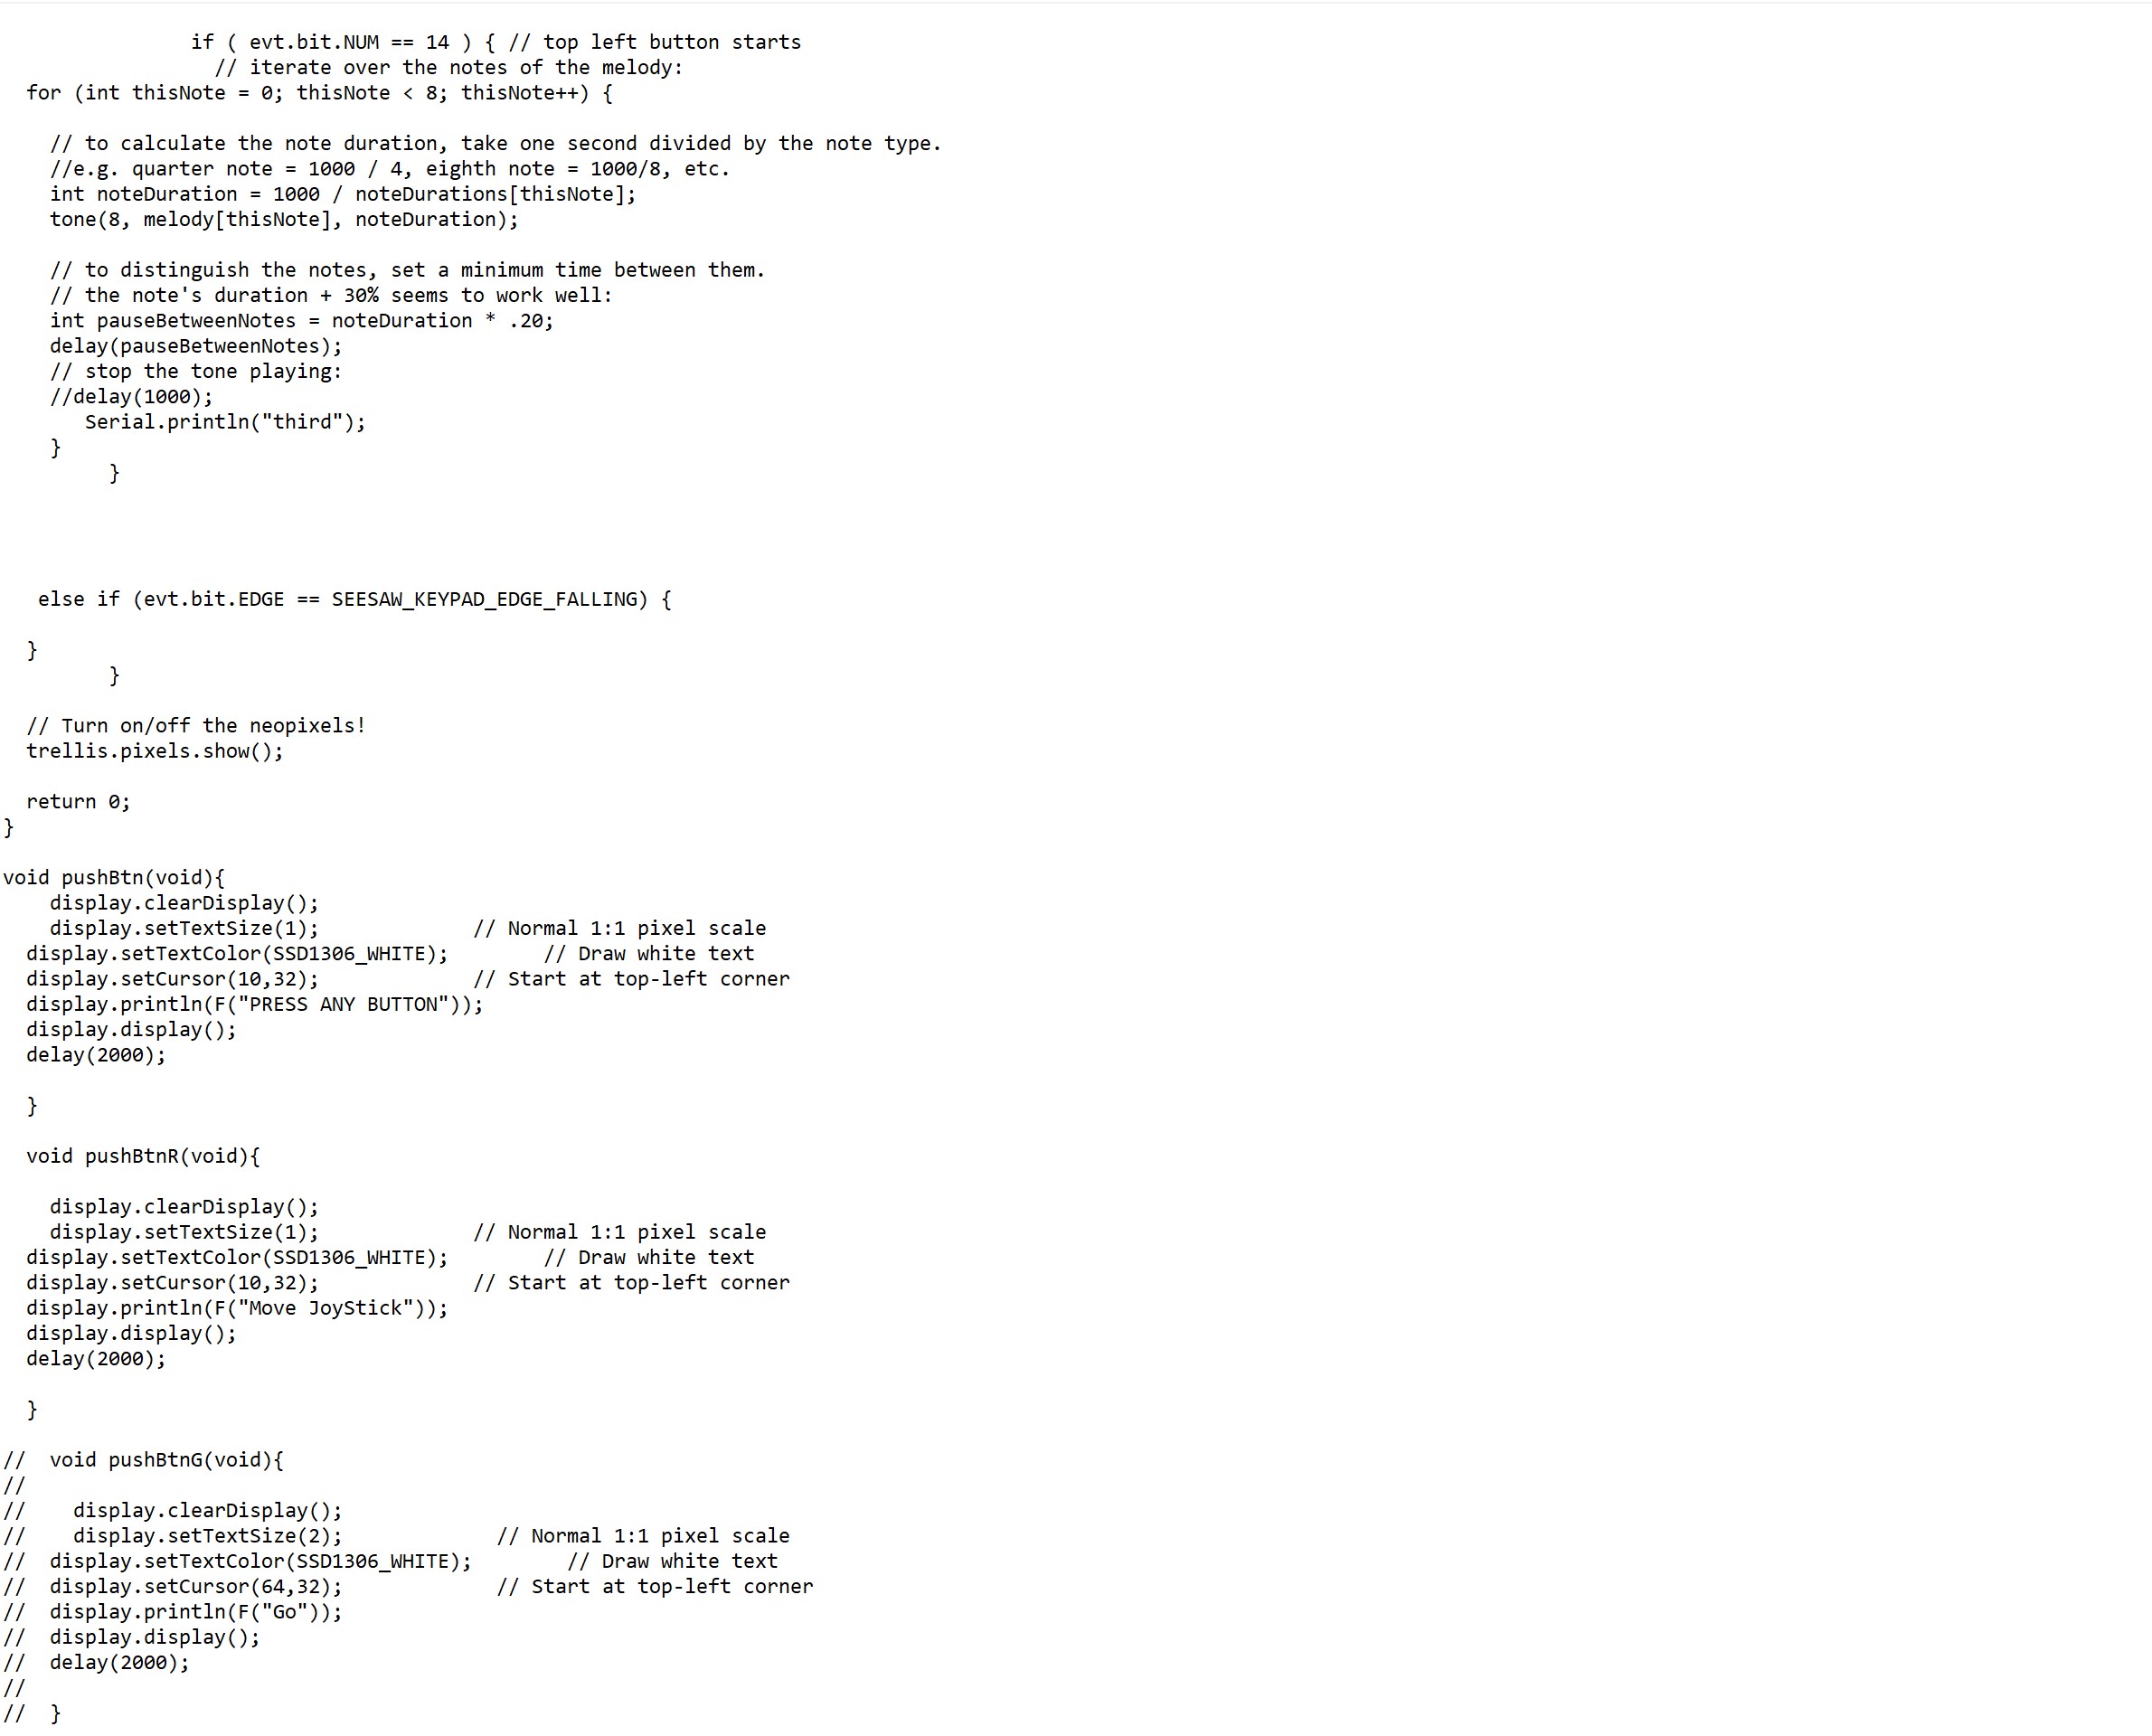 if ( evt.bit.NUM == 14 ) { // top left button starts
// iterate over the notes of the melody:
for (int thisNote = 0; thisNote < 8; thisNote++) {
// to calculate the note duration, take one second divided by the note type.
//e.g. quarter note = 1000 / 4, eighth note = 1000/8, etc.
int noteDuration = 1000 / noteDurations[thisNote];
tone(8, melody[thisNote], noteDuration);
// to distinguish the notes, set a minimum time between them.
// the note's duration + 30% seems to work well:
int pauseBetweenNotes = noteDuration * .20;
delay(pauseBetweenNotes);
// stop the tone playing:
//delay(1000);
Serial.println("third");
}
}
else if (evt.bit.EDGE == SEESAW_KEYPAD_EDGE_FALLING) {
}
}
// Turn on/off the neopixels!
trellis.pixels.show();
return 0;
}
void pushBtn(void){
display.clearDisplay();
display.setTextSize(1); // Normal 1:1 pixel scale
display.setTextColor(SSD1306_WHITE); // Draw white text
display.setCursor(10,32); // Start at top-left corner
display.println(F("PRESS ANY BUTTON"));
display.display();
delay(2000);
}
void pushBtnR(void){
display.clearDisplay();
display.setTextSize(1); // Normal 1:1 pixel scale
display.setTextColor(SSD1306_WHITE); // Draw white text
display.setCursor(10,32); // Start at top-left corner
display.println(F("Move JoyStick"));
display.display();
delay(2000);
}
// void pushBtnG(void){
//
// display.clearDisplay();
// display.setTextSize(2); // Normal 1:1 pixel scale
// display.setTextColor(SSD1306_WHITE); // Draw white text
// display.setCursor(64,32); // Start at top-left corner
// display.println(F("Go"));
// display.display();
// delay(2000);
//
// }